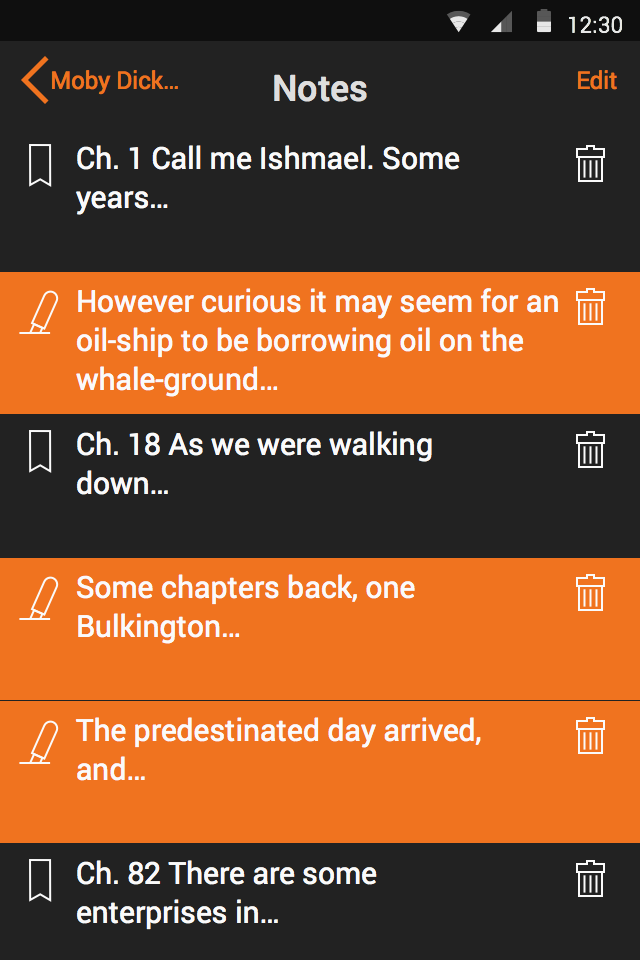 12:30
Moby Dick...
Notes
Edit
Ch. 1 Call me Ishmael. Some
years...
However curious it may seem for an
oil-ship to be borrowing oil on the
whale-ground...
Ch. 18 As we were walking
down...
Some chapters back, one
Bulkington...
The predestinated day arrived,
and...
Ch. 82 There are some
enterprises in...